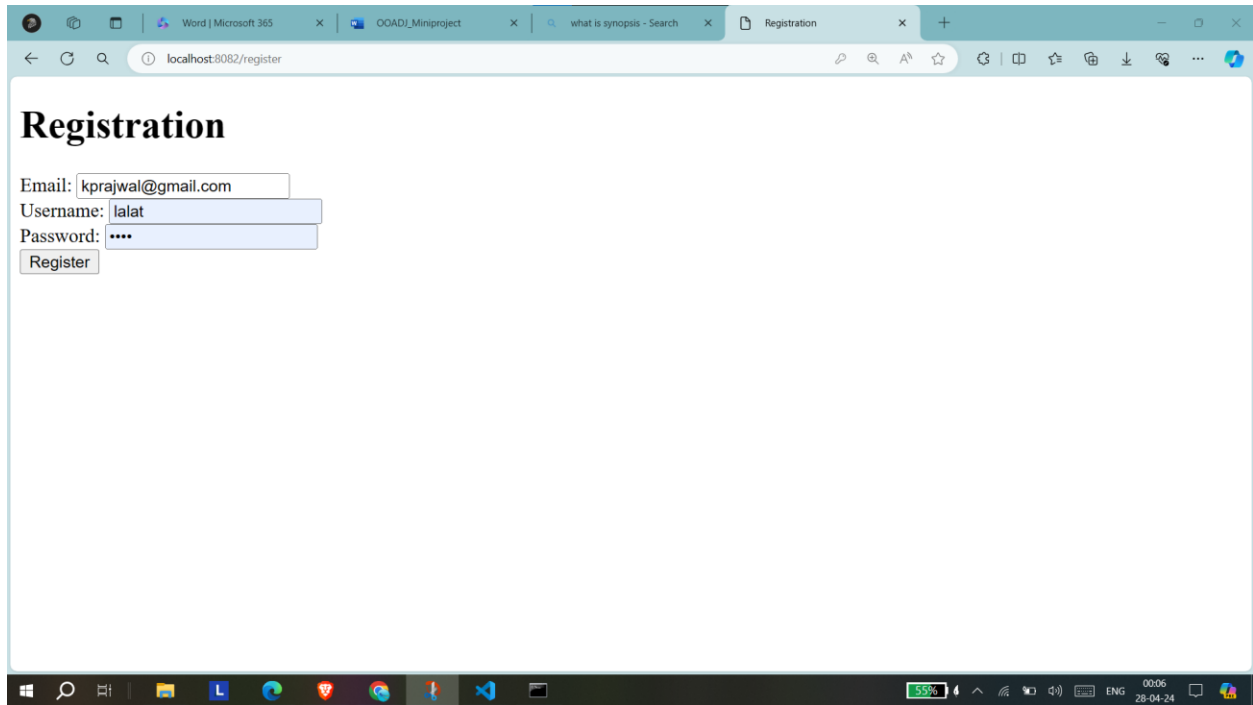 Word | Microsoft 365
OOADJ_Miniproject
what is synopsis - Search
Registration
localhost:8082/register
Registration
Email: kprajwal@gmail.com
Username: lalat
Password: ••••
Register
L
55%
ENG
00:06
28-04-24